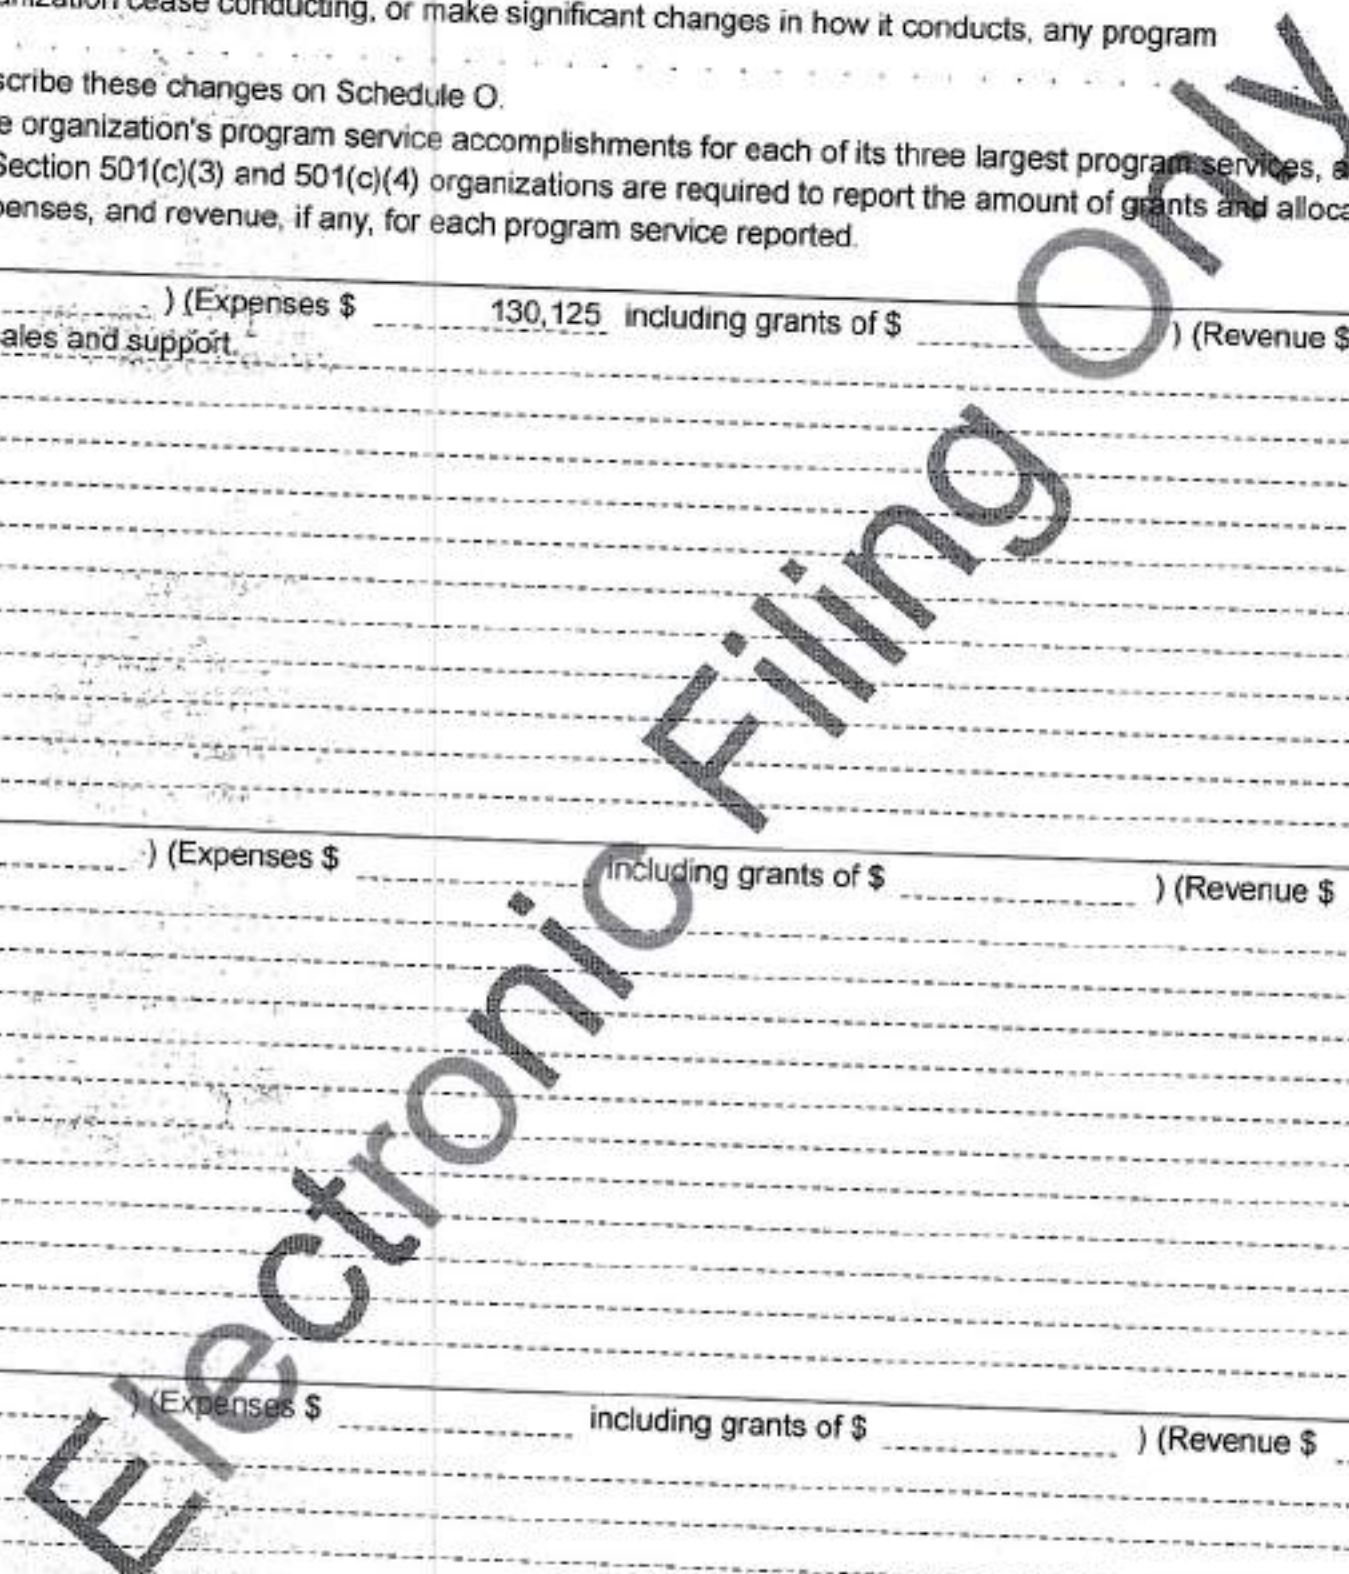 anization cease conducting, or make significant changes in how it conducts, any program
scribe these changes on Schedule O.
e organization's program service accomplishments for each of its three largest program services, a
Section 501(c)(3) and 501(c)(4) organizations are required to report the amount of grants and alloca
penses, and revenue, if any, for each program service reported.
) (Expenses $ 130,125 including grants of $ ) (Revenue $
ales and support.
) (Expenses $ including grants of $ ) (Revenue $
) (Expenses $ including grants of $ ) (Revenue $
Electronic Filing Only